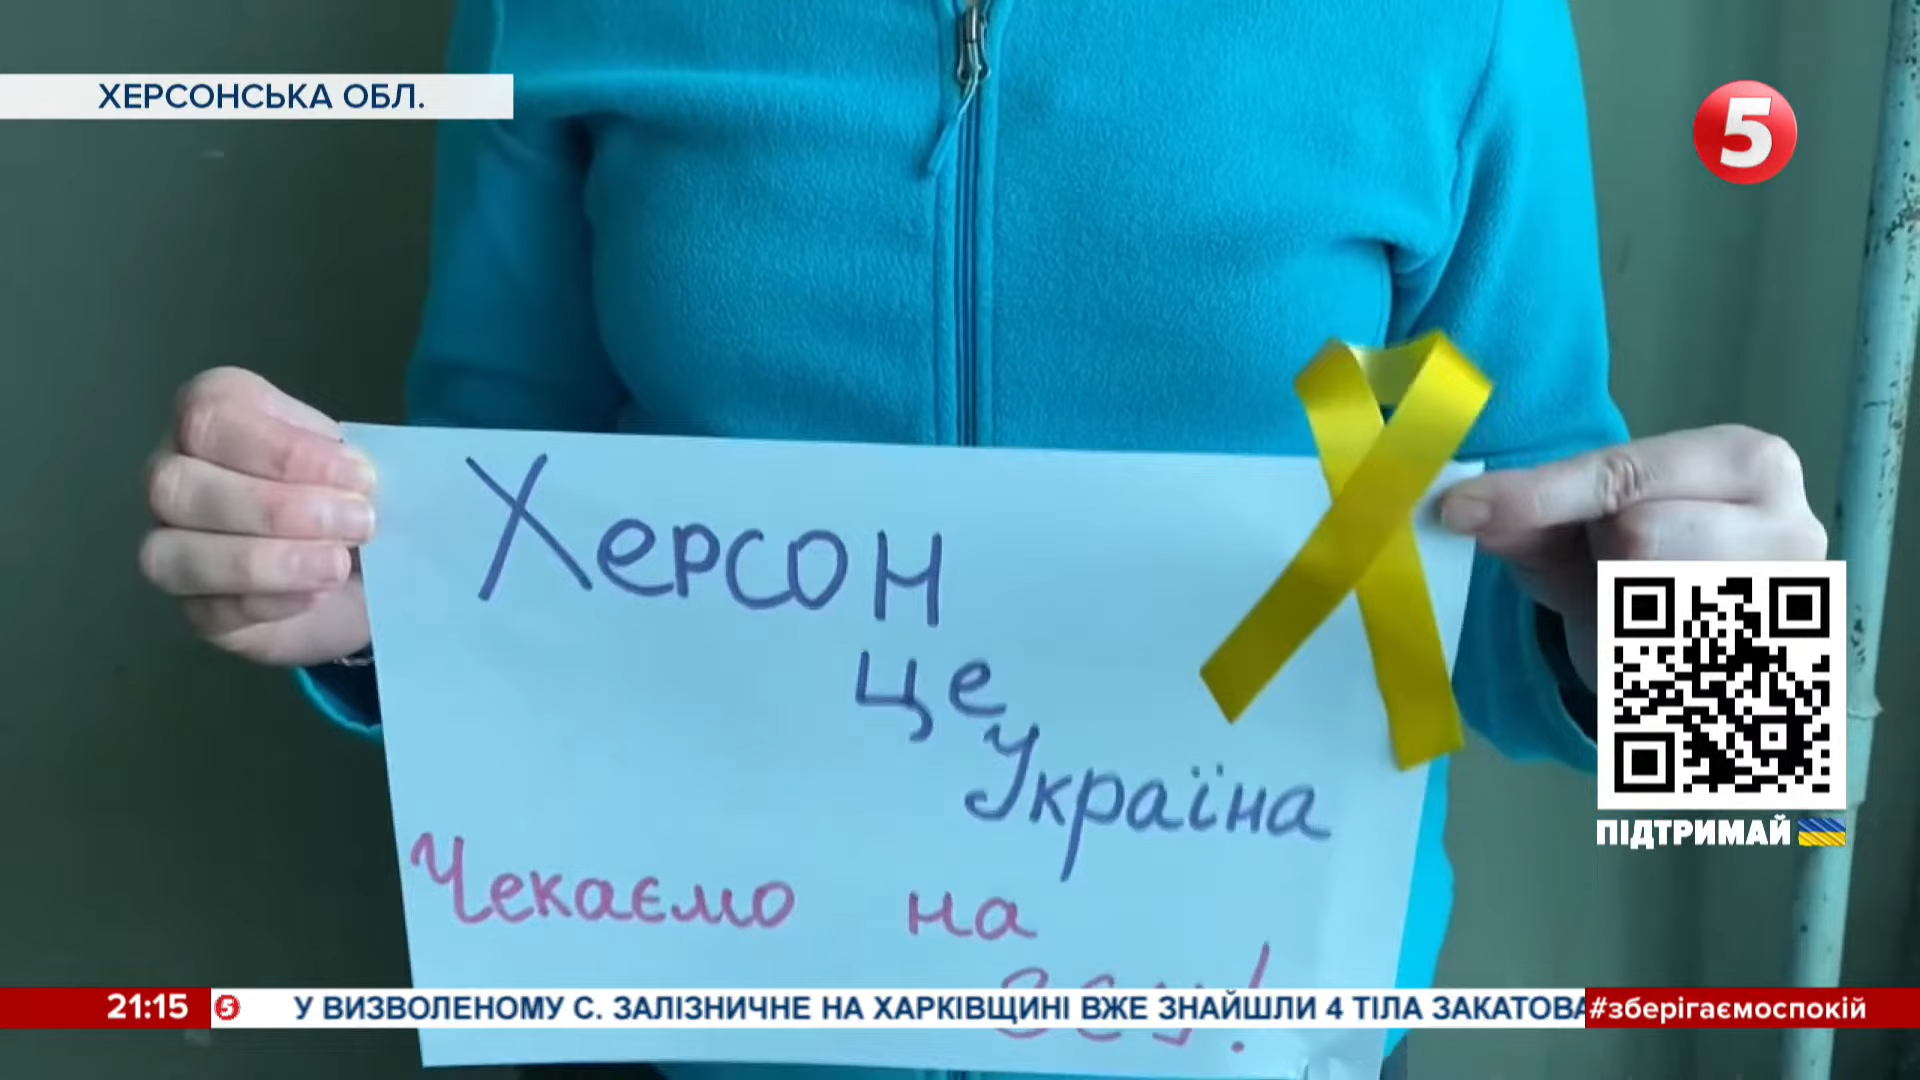 ХЕРСОНСЬКА ОБЛ.
5
Херсон
це
Україна
Чекаємо на
ЗСУ!
ПІДТРИМАЙ
21:15 5 У ВИЗВОЛЕНОМУ С. ЗАЛІЗНИЧНЕ НА ХАРКІВЩИНІ ВЖЕ ЗНАЙШЛИ 4 ТІЛА ЗАКАТОВА #зберігаємоспокій